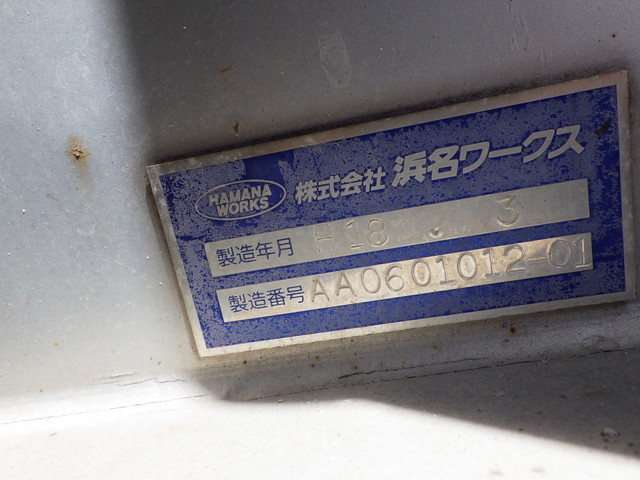 HAMANA WORKS 株式会社 浜名ワークス
製造年月 H18 . 3
製造番号 AA0601012-01